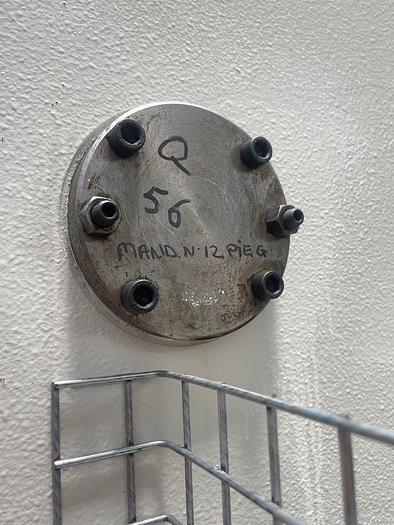 Q
56
MAND. N-12, PIEG